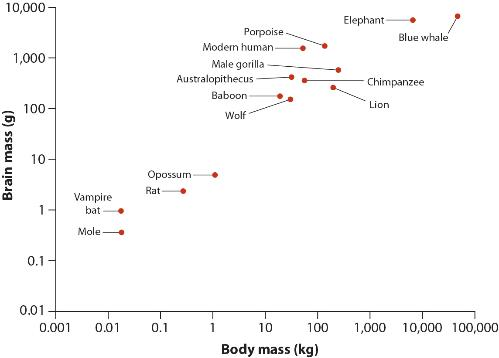 10,000
1,000
100
10
1
0.1
0.01
Brain mass (g)
Elephant
Blue whale
Porpoise
Modern human
Male gorilla
Australopithecus
Chimpanzee
Baboon
Lion
Wolf
Opossum
Rat
Vampire
bat
Mole
0.001 0.01 0.1 1 10 100 1,000 10,000 100,000
Body mass (kg)